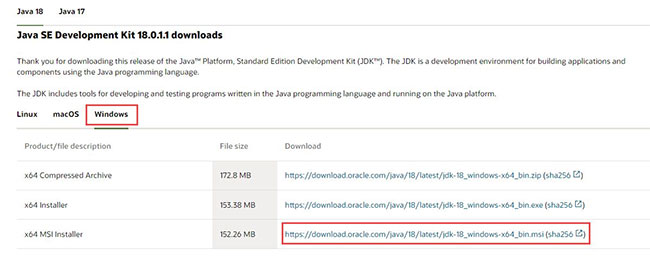 Java 18 Java 17
Java SE Development Kit 18.0.1.1 downloads
Thank you for downloading this release of the Java™ Platform, Standard Edition Development Kit (JDK™). The JDK is a development environment for building applications and
components using the Java programming language.
The JDK includes tools for developing and testing programs written in the Java programming language and running on the Java platform.
Linux macOS Windows
Product/file description File size Download
x64 Compressed Archive 172.8 MB https://download.oracle.com/java/18/latest/jdk-18_windows-x64_bin.zip (sha256)
x64 Installer 153.38 MB https://download.oracle.com/java/18/latest/jdk-18_windows-x64_bin.exe (sha256)
x64 MSI Installer 152.26 MB https://download.oracle.com/java/18/latest/jdk-18_windows-x64_bin.msi (sha256)